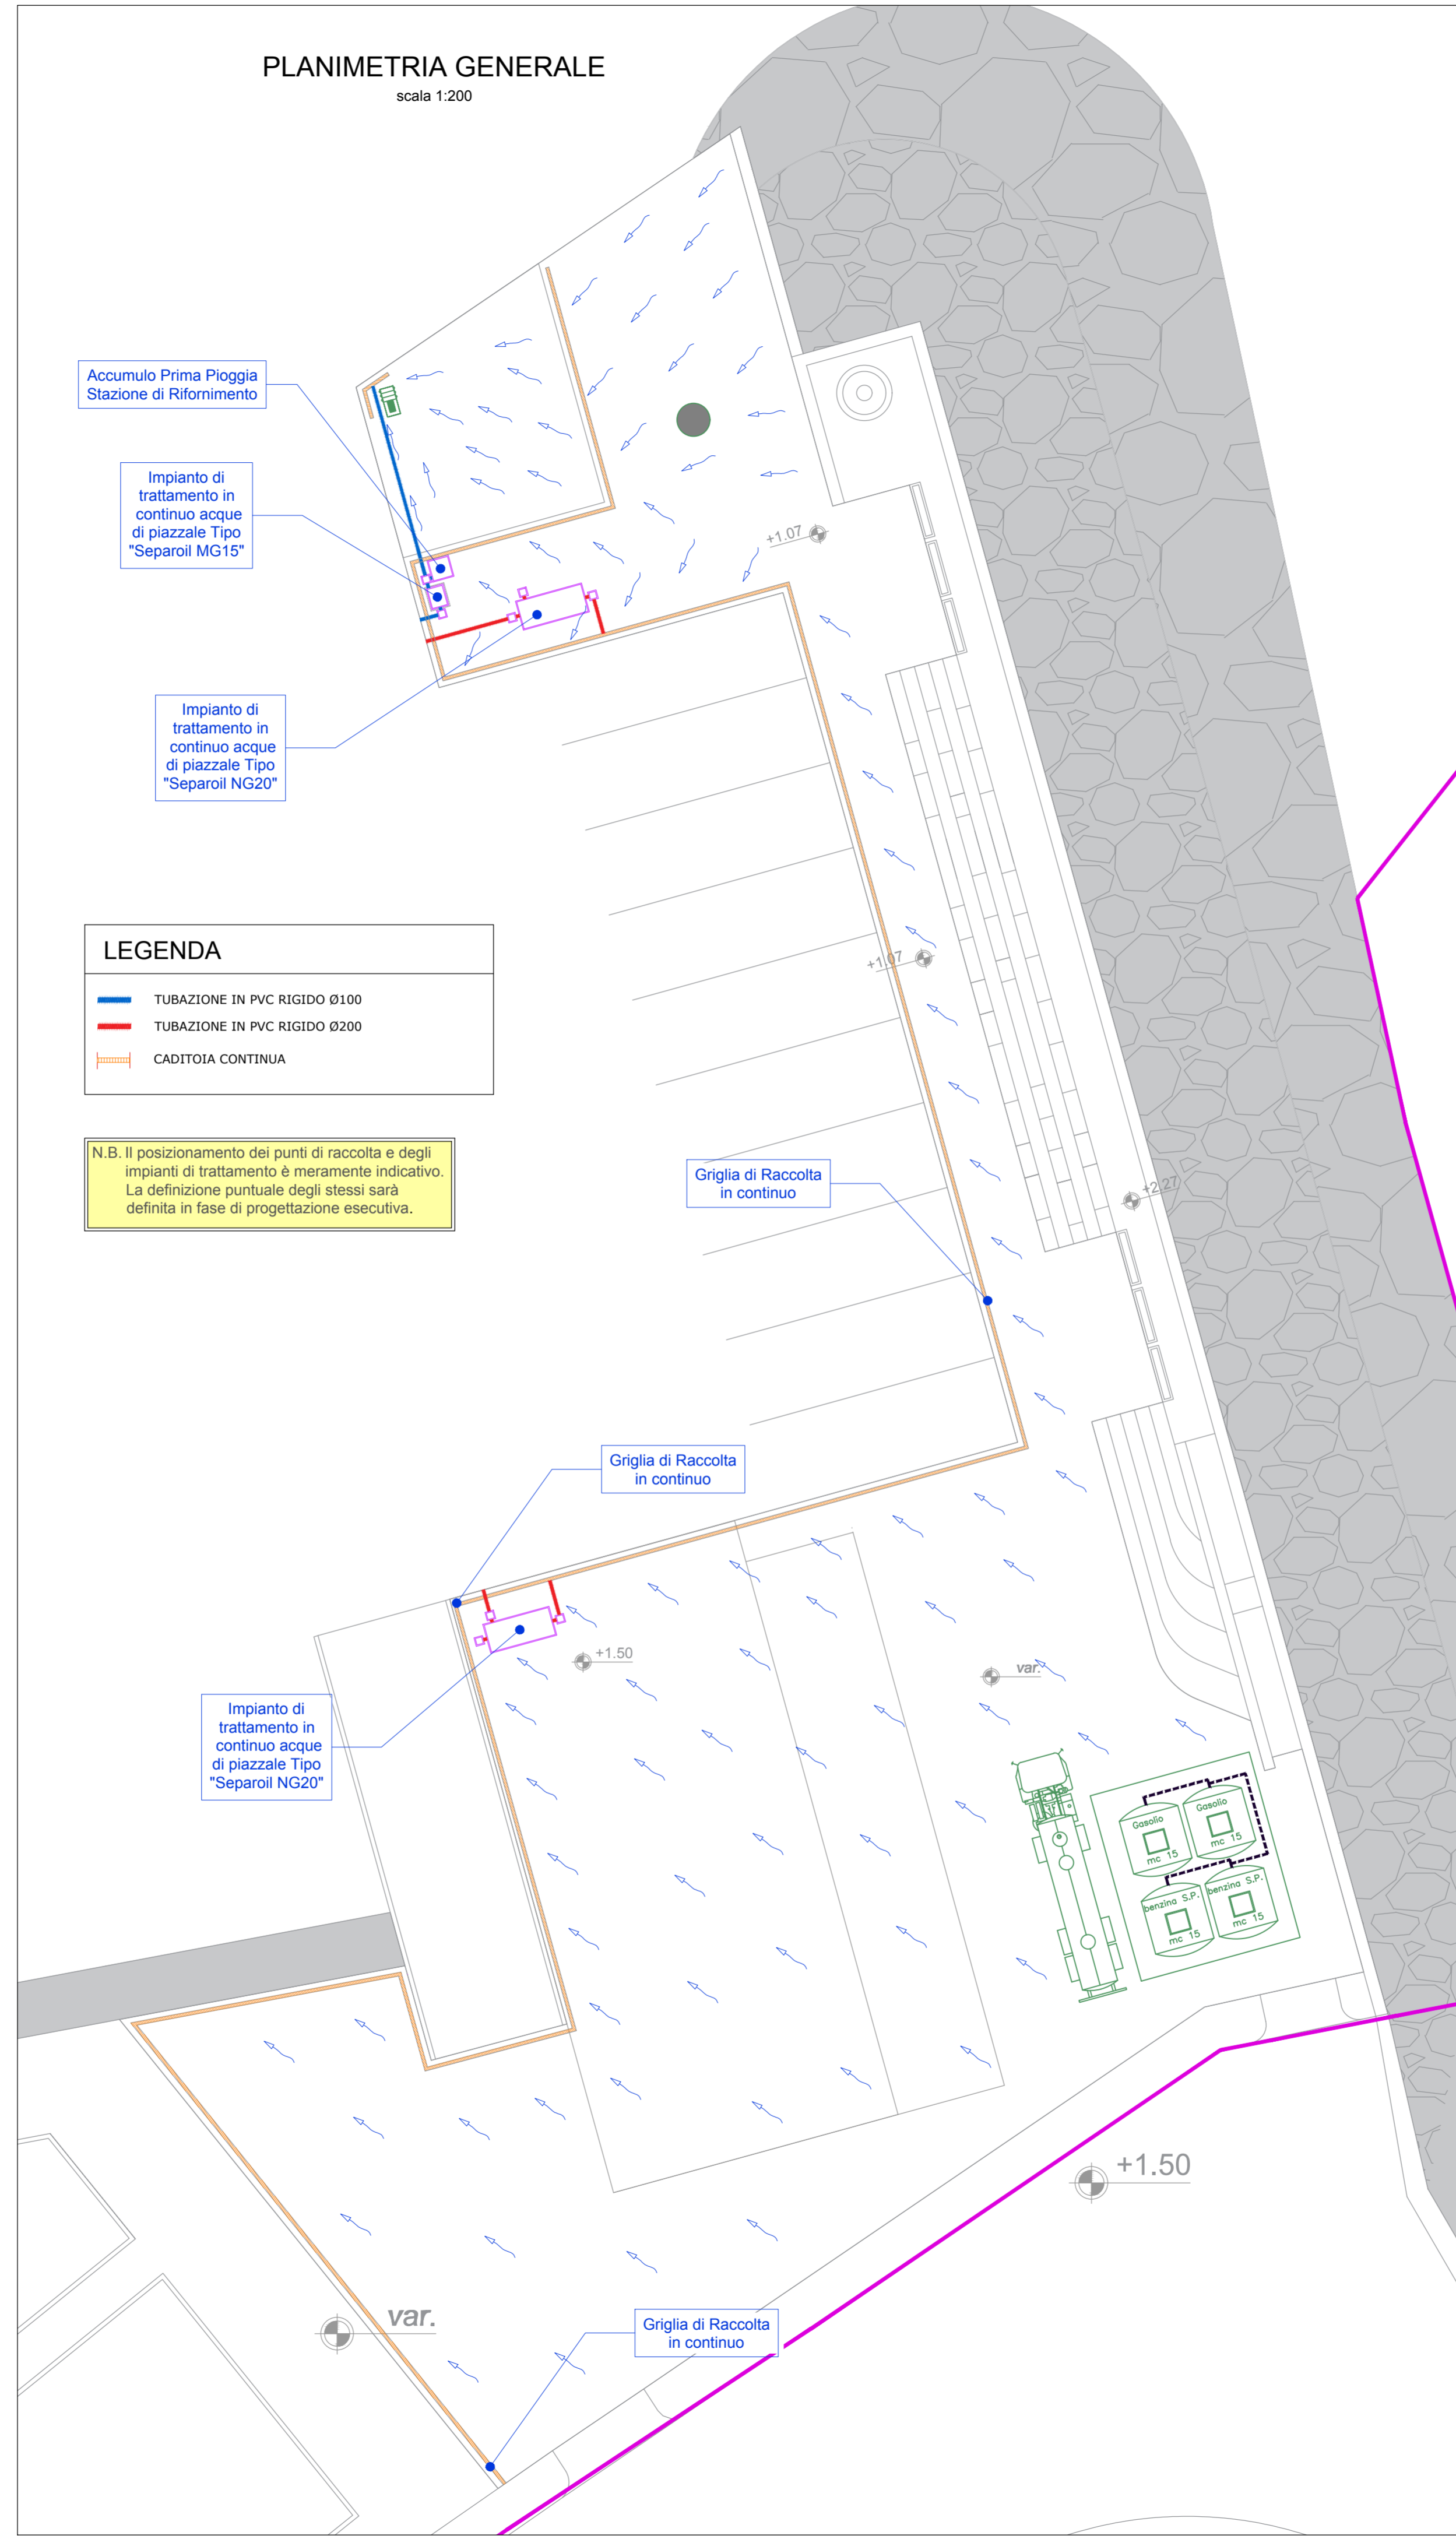 PLANIMETRIA GENERALE
scala 1:200
Accumulo Prima Pioggia
Stazione di Rifornimento
Impianto di
trattamento in
continuo acque
di piazzale Tipo
"Separoil MG15"
+1.07
Impianto di
trattamento in
continuo acque
di piazzale Tipo
"Separoil NG20"
LEGENDA
TUBAZIONE IN PVC RIGIDO Ø100
TUBAZIONE IN PVC RIGIDO Ø200
CADITOIA CONTINUA
+1.07
N.B. Il posizionamento dei punti di raccolta e degli
impianti di trattamento è meramente indicativo.
La definizione puntuale degli stessi sarà
definita in fase di progettazione esecutiva.
Griglia di Raccolta
in continuo
+2.27
Griglia di Raccolta
in continuo
+1.50
var.
Impianto di
trattamento in
continuo acque
di piazzale Tipo
"Separoil NG20"
Gasolio
mc 15
Gasolio
mc 15
benzina S.P.
mc 15
benzina S.P.
mc 15
+1.50
var.
Griglia di Raccolta
in continuo